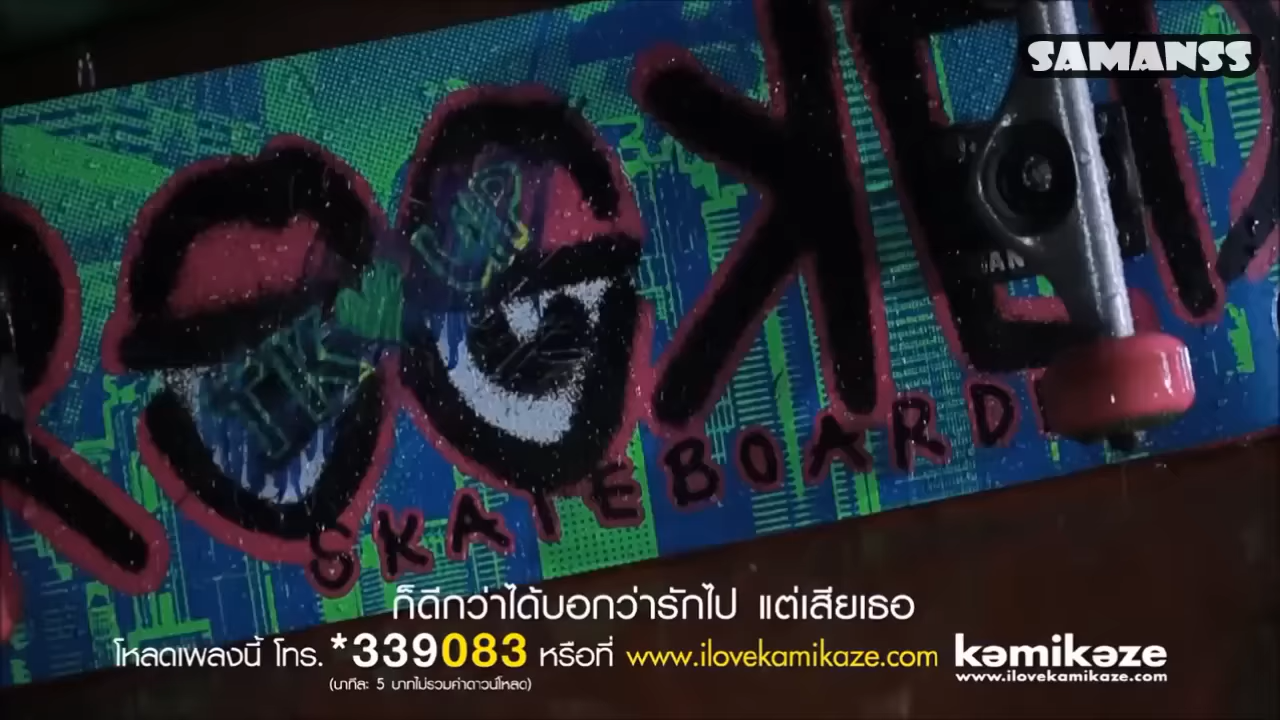 SAMANSS
TK ♥ UP
SKATEBOARD
ก็ดีกว่าได้บอกว่ารักไป แต่เสียเธอ
โหลดเพลงนี้ โทร. *339083 หรือที่ www.ilovekamikaze.com
(นาทีละ 5 บาทไม่รวมค่าดาวน์โหลด)
kamikaze
www.ilovekamikaze.com